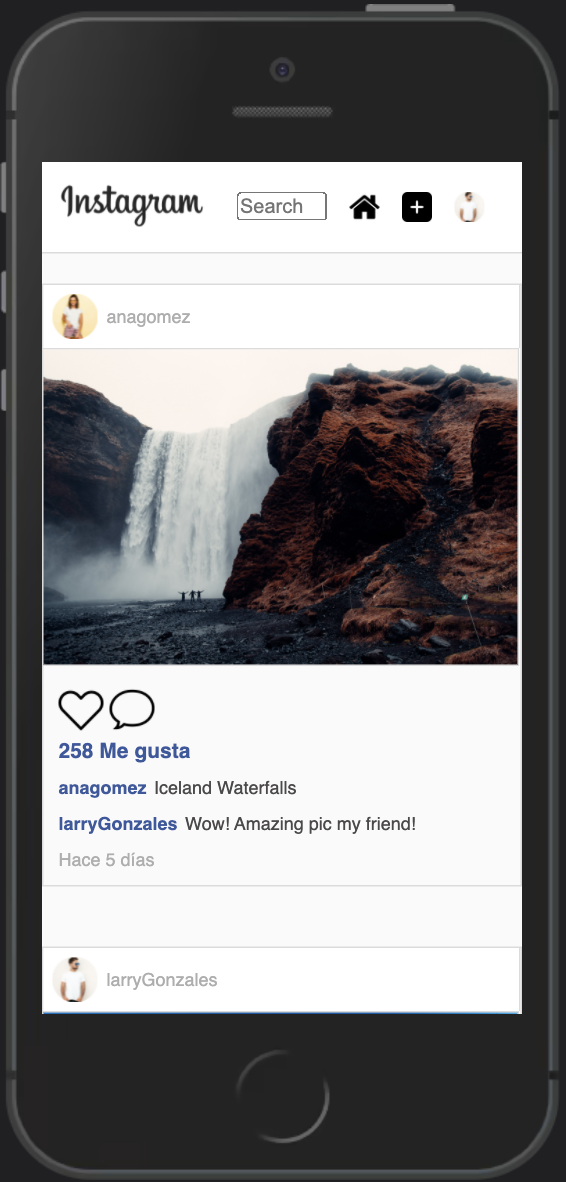 Instagram
Search
anagomez
258 Me gusta
anagomez Iceland Waterfalls
larryGonzales Wow! Amazing pic my friend!
Hace 5 días
larryGonzales